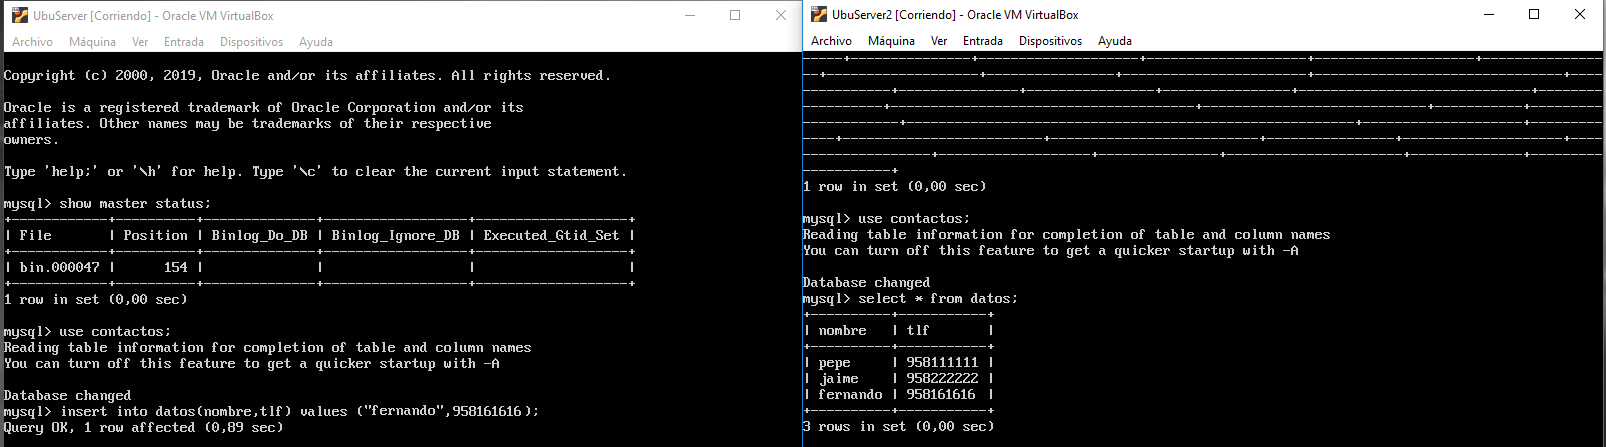 UbuServer [Corriendo] - Oracle VM VirtualBox
Archivo Máquina Ver Entrada Dispositivos Ayuda
Copyright (c) 2000, 2019, Oracle and/or its affiliates. All rights reserved.
Oracle is a registered trademark of Oracle Corporation and/or its
affiliates. Other names may be trademarks of their respective
owners.
Type 'help;' or '\h' for help. Type '\c' to clear the current input statement.
mysql> show master status;
+------------+----------+--------------+------------------+-------------------+
| File | Position | Binlog_Do_DB | Binlog_Ignore_DB | Executed_Gtid_Set |
+------------+----------+--------------+------------------+-------------------+
| bin.000047 | 154 | | | |
+------------+----------+--------------+------------------+-------------------+
1 row in set (0,00 sec)
mysql> use contactos;
Reading table information for completion of table and column names
You can turn off this feature to get a quicker startup with -A
Database changed
mysql> insert into datos(nombre,tlf) values ("fernando",958161616);
Query OK, 1 row affected (0,89 sec)
UbuServer2 [Corriendo] - Oracle VM VirtualBox
Archivo Máquina Ver Entrada Dispositivos Ayuda
1 row in set (0,00 sec)
mysql> use contactos;
Reading table information for completion of table and column names
You can turn off this feature to get a quicker startup with -A
Database changed
mysql> select * from datos;
+----------+-----------+
| nombre | tlf |
+----------+-----------+
| pepe | 958111111 |
| jaime | 958222222 |
| fernando | 958161616 |
+----------+-----------+
3 rows in set (0,00 sec)